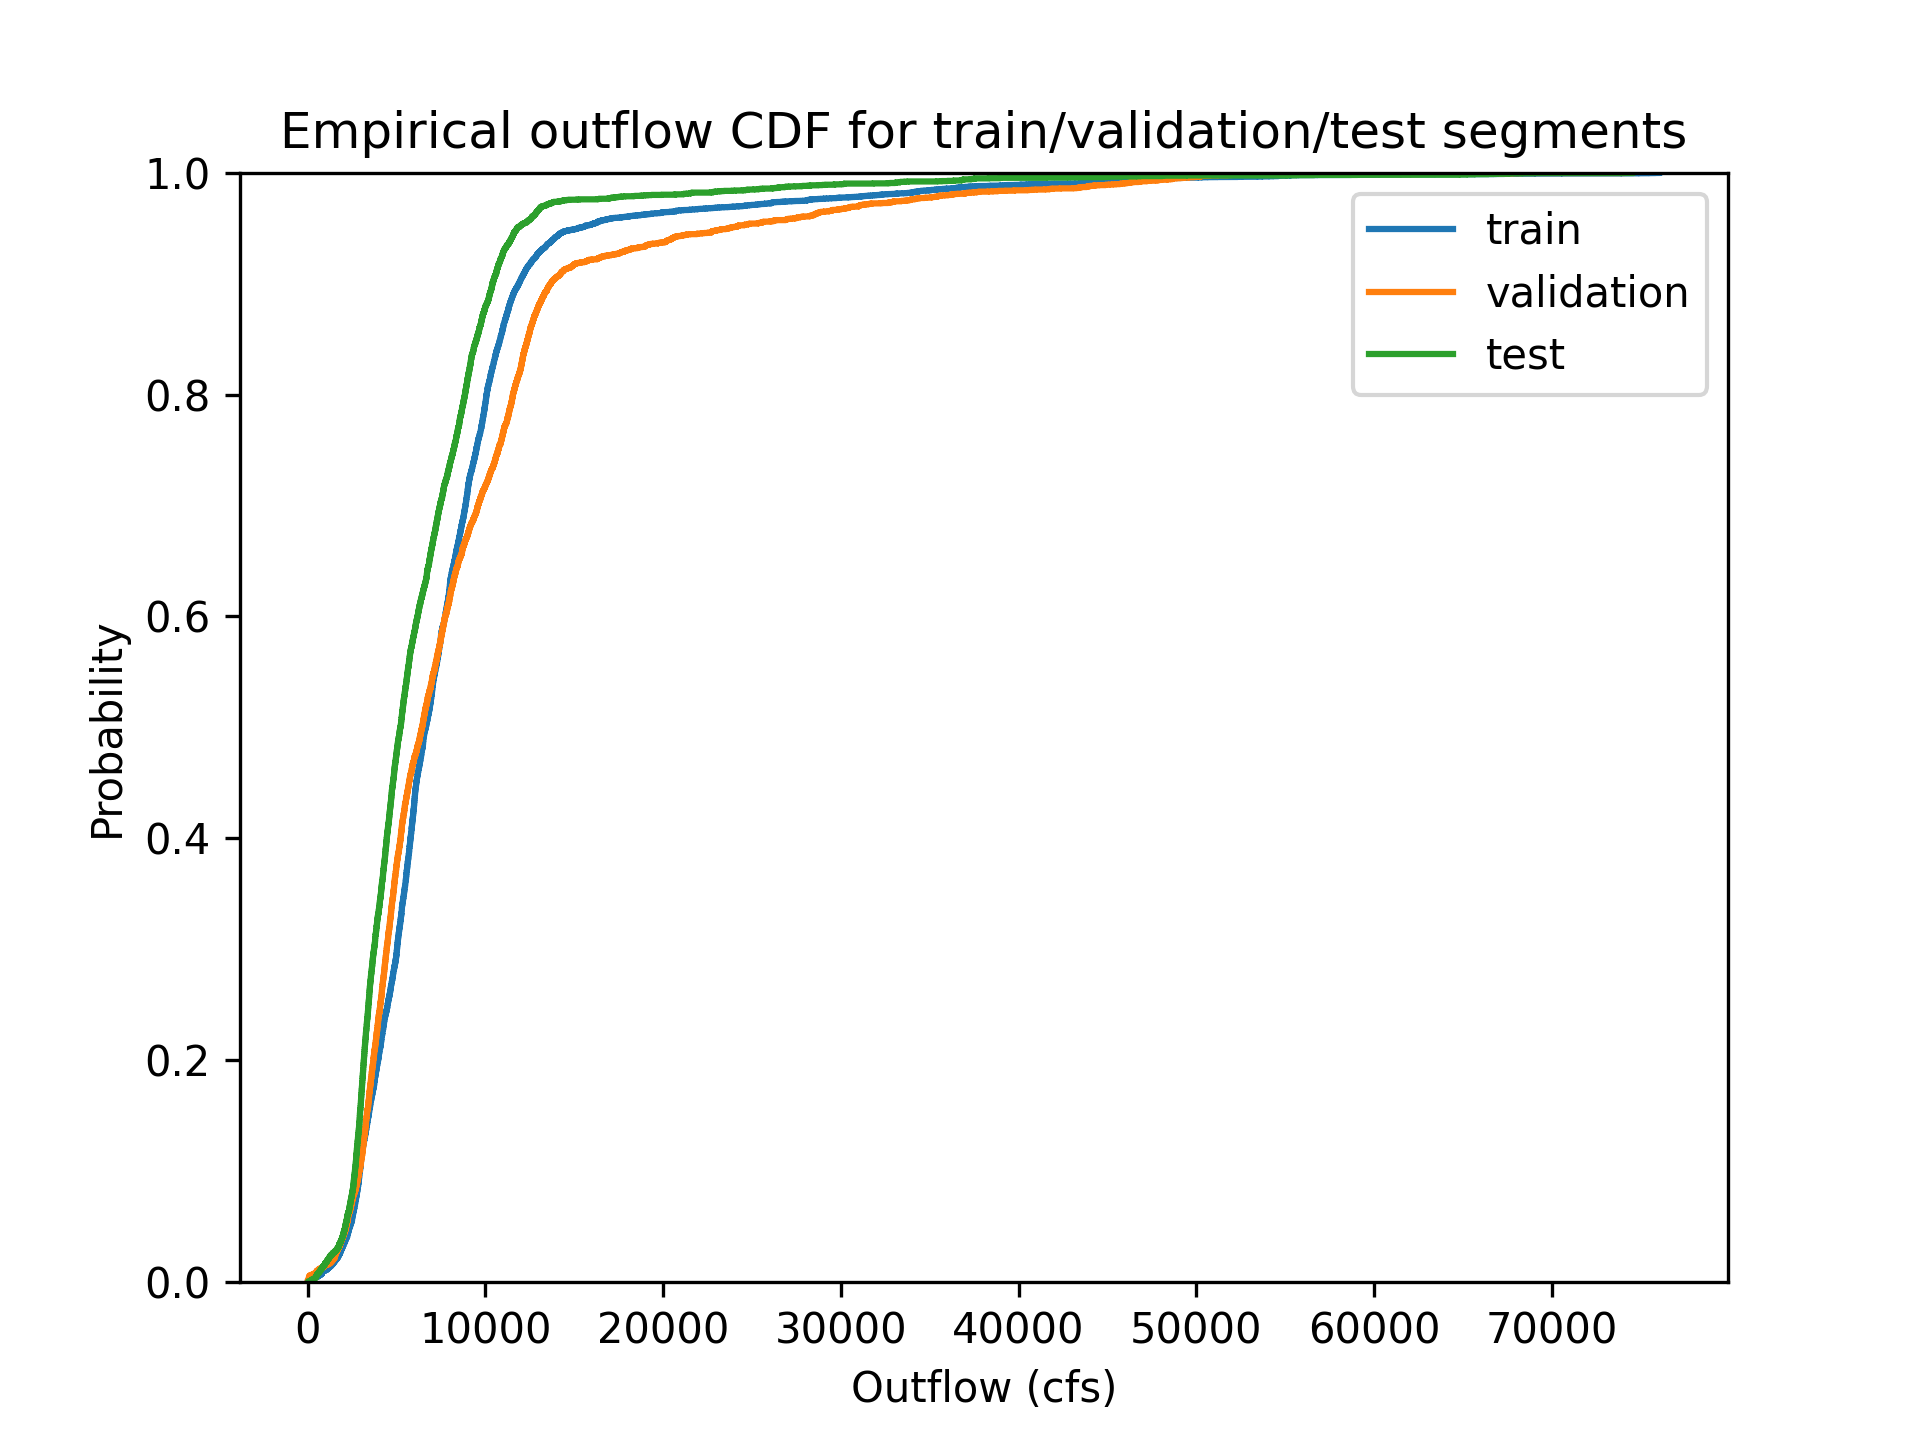 Empirical outflow CDF for train/validation/test segments
1.0
0.8
0.6
0.4
0.2
0.0
Probability
train
validation
test
0 10000 20000 30000 40000 50000 60000 70000
Outflow (cfs)